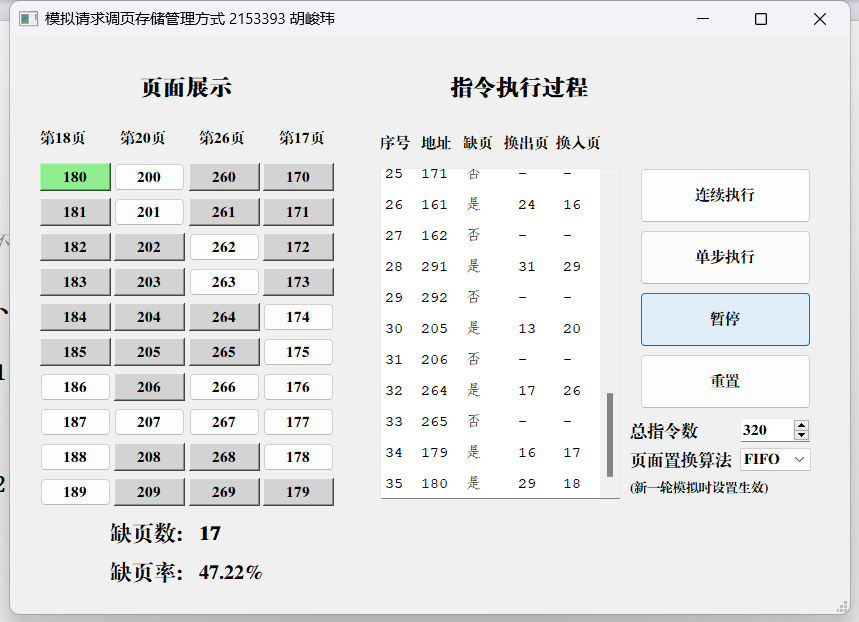 模拟请求调页存储管理方式 2153393 胡峻玮
页面展示
第18页 第20页 第26页 第17页
180 200 260 170
181 201 261 171
182 202 262 172
183 203 263 173
184 204 264 174
185 205 265 175
186 206 266 176
187 207 267 177
188 208 268 178
189 209 269 179
缺页数: 17
缺页率: 47.22%
指令执行过程
序号 地址 缺页 换出页 换入页
25 171 否 - -
26 161 是 24 16
27 162 否 - -
28 291 是 31 29
29 292 否 - -
30 205 是 13 20
31 206 否 - -
32 264 是 17 26
33 265 否 - -
34 179 是 16 17
35 180 是 29 18
连续执行
单步执行
暂停
重置
总指令数 320
页面置换算法 FIFO
(新一轮模拟时设置生效)